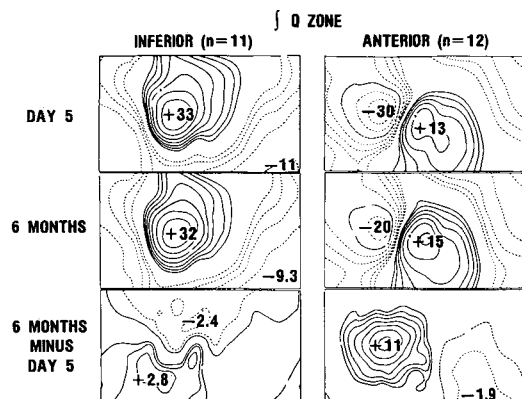 ∫ Q ZONE
INFERIOR (n=11) ANTERIOR (n=12)
DAY 5
+33
−11
−30
+13
6 MONTHS
+32
−9.3
−20
+15
6 MONTHS
MINUS
DAY 5
−2.4
+2.8
+11
−1.9